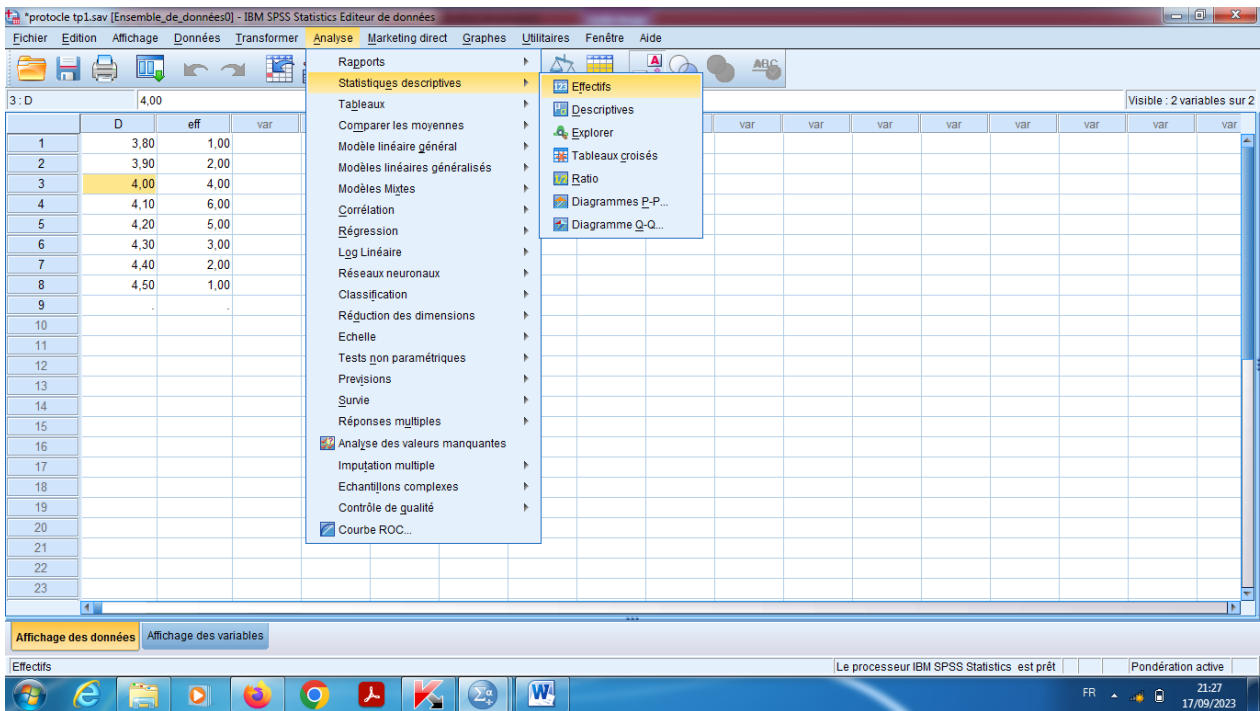 *protocle tp1.sav [Ensemble_de_données0] - IBM SPSS Statistics Editeur de données
Fichier Edition Affichage Données Transformer Analyse Marketing direct Graphes Utilitaires Fenêtre Aide
3 : D 4,00 Visible : 2 variables sur 2
D eff var var var var var var var var var
1 3,80 1,00
2 3,90 2,00
3 4,00 4,00
4 4,10 6,00
5 4,20 5,00
6 4,30 3,00
7 4,40 2,00
8 4,50 1,00
9 . .
10
11
12
13
14
15
16
17
18
19
20
21
22
23
Rapports
Statistiques descriptives
Tableaux
Comparer les moyennes
Modèle linéaire général
Modèles linéaires généralisés
Modèles Mixtes
Corrélation
Régression
Log Linéaire
Réseaux neuronaux
Classification
Réduction des dimensions
Echelle
Tests non paramétriques
Previsions
Survie
Réponses multiples
Analyse des valeurs manquantes
Imputation multiple
Echantillons complexes
Contrôle de qualité
Courbe ROC...
123 Effectifs
Descriptives
Explorer
Tableaux croisés
1/2 Ratio
Diagrammes P-P...
Diagramme Q-Q...
Affichage des données Affichage des variables
Effectifs Le processeur IBM SPSS Statistics est prêt Pondération active
FR 21:27
17/09/2023